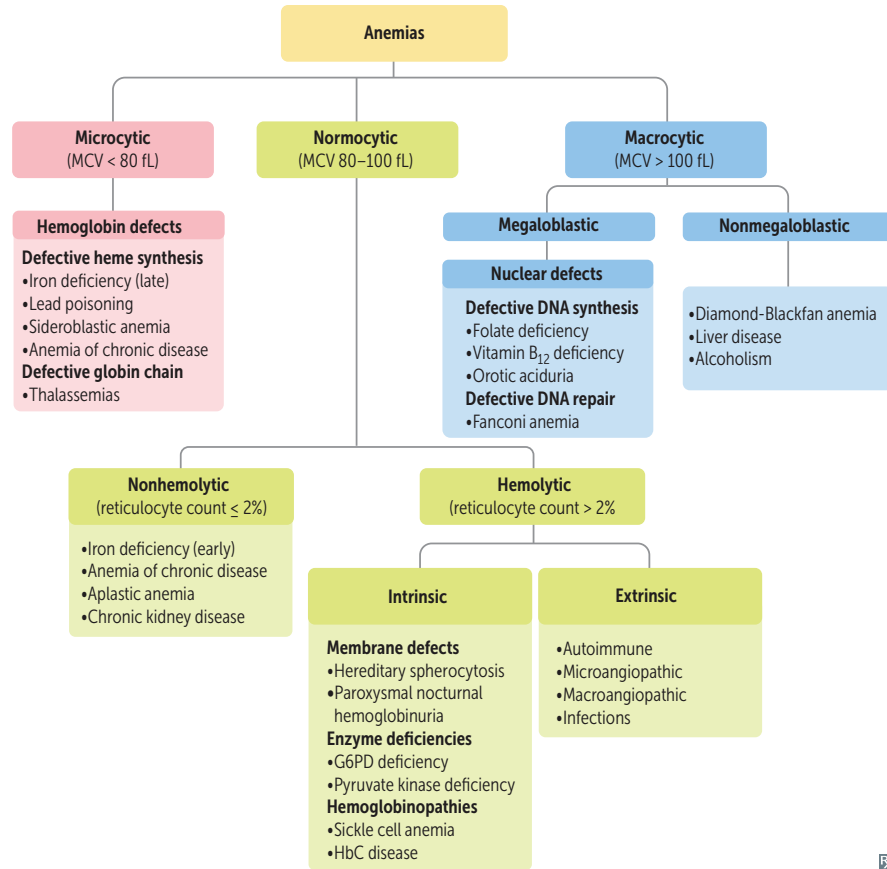 Anemias
Microcytic
(MCV < 80 fL)
Normocytic
(MCV 80–100 fL)
Macrocytic
(MCV > 100 fL)
Hemoglobin defects
Defective heme synthesis
•Iron deficiency (late)
•Lead poisoning
•Sideroblastic anemia
•Anemia of chronic disease
Defective globin chain
•Thalassemias
Megaloblastic
Nuclear defects
Defective DNA synthesis
•Folate deficiency
•Vitamin B12 deficiency
•Orotic aciduria
Defective DNA repair
•Fanconi anemia
Nonmegaloblastic
•Diamond-Blackfan anemia
•Liver disease
•Alcoholism
Nonhemolytic
(reticulocyte count ≤ 2%)
•Iron deficiency (early)
•Anemia of chronic disease
•Aplastic anemia
•Chronic kidney disease
Hemolytic
(reticulocyte count > 2%
Intrinsic
Membrane defects
•Hereditary spherocytosis
•Paroxysmal nocturnal
hemoglobinuria
Enzyme deficiencies
•G6PD deficiency
•Pyruvate kinase deficiency
Hemoglobinopathies
•Sickle cell anemia
•HbC disease
Extrinsic
•Autoimmune
•Microangiopathic
•Macroangiopathic
•Infections